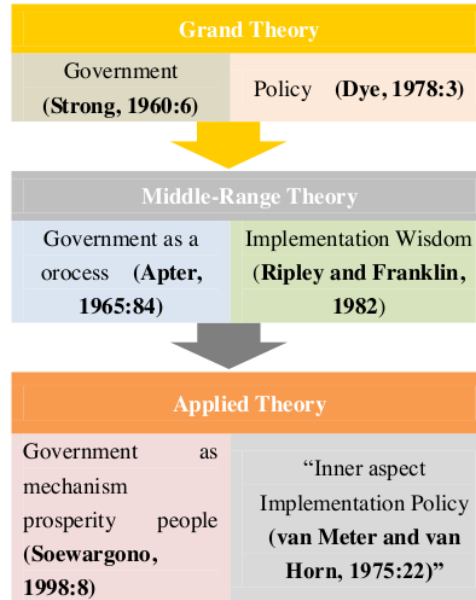 Grand Theory
Government
(Strong, 1960:6)
Policy (Dye, 1978:3)
Middle-Range Theory
Government as a
orocess (Apter,
1965:84)
Implementation Wisdom
(Ripley and Franklin,
1982)
Applied Theory
Government as
mechanism
prosperity people
(Soewargono,
1998:8)
“Inner aspect
Implementation Policy
(van Meter and van
Horn, 1975:22)”